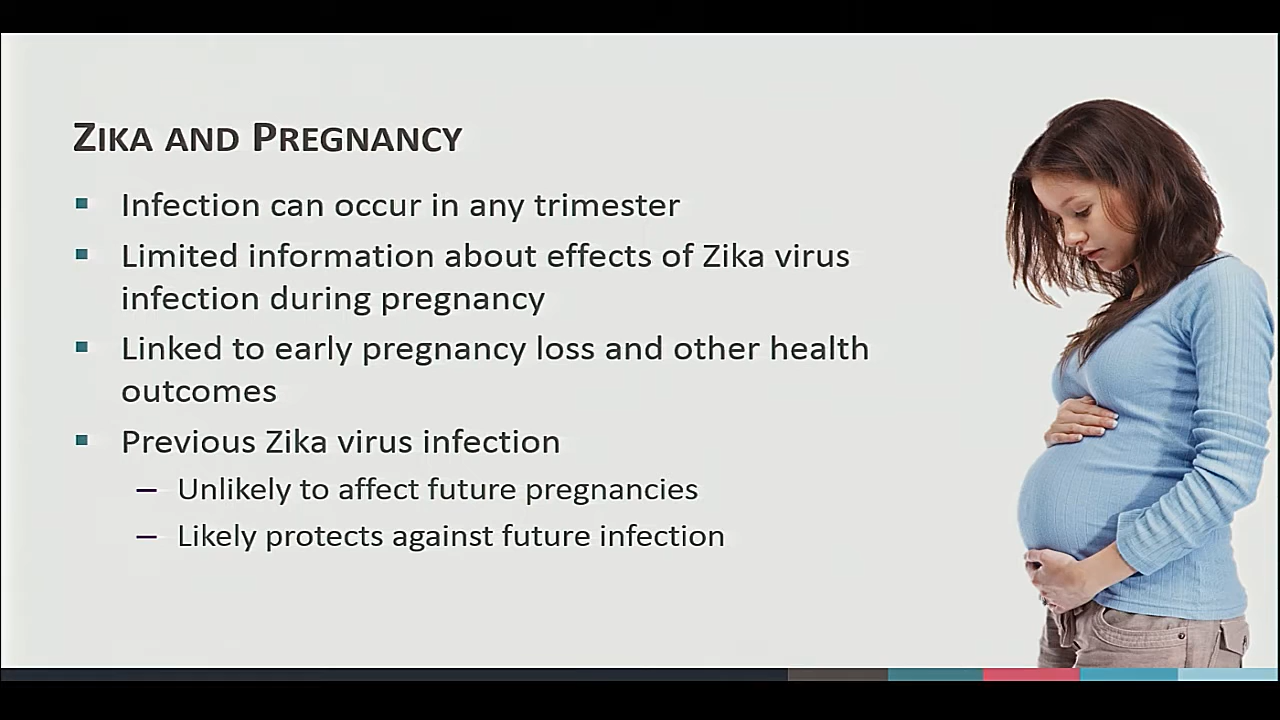 ZIKA AND PREGNANCY
Infection can occur in any trimester
Limited information about effects of Zika virus
infection during pregnancy
Linked to early pregnancy loss and other health
outcomes
Previous Zika virus infection
– Unlikely to affect future pregnancies
– Likely protects against future infection